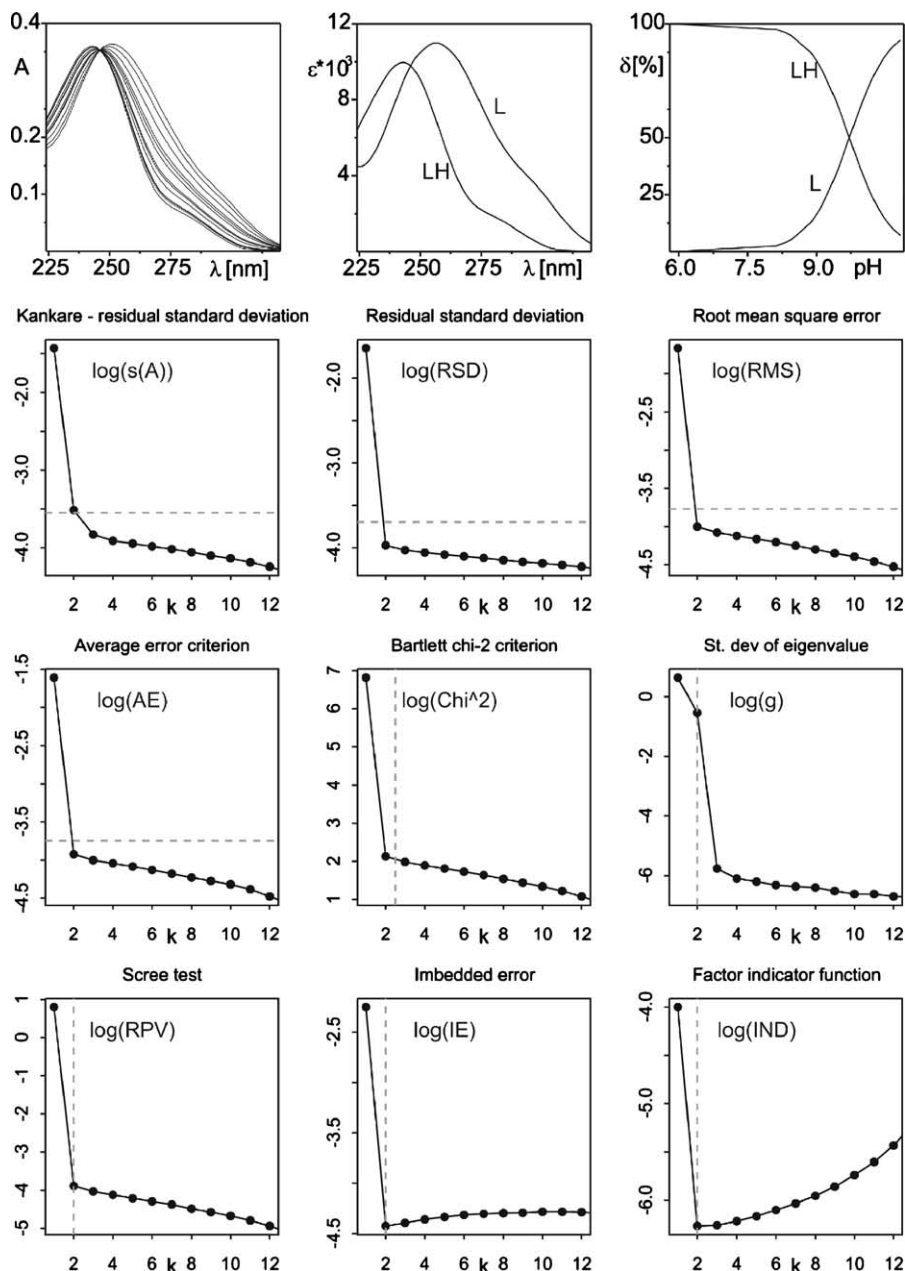 0.4
A
0.2
0.1
225 250 275
λ [nm]
12
ε*10³
8
4
L
LH
225 250 275
λ [nm]
100
δ[%]
50
25
LH
L
6.0 7.5 9.0 pH
Kankare - residual standard deviation
log(s(A))
-2.0
-3.0
-4.0
2 4 6 k 8 10 12
Residual standard deviation
log(RSD)
-2.0
-3.0
-4.0
2 4 6 k 8 10 12
Root mean square error
log(RMS)
-2.5
-3.5
-4.5
2 4 6 k 8 10 12
Average error criterion
log(AE)
-1.5
-2.5
-3.5
-4.5
2 4 k 6 8 10 12
Bartlett chi-2 criterion
log(Chi^2)
7
6
5
4
3
2
1
2 4 k 6 8 10 12
St. dev of eigenvalue
log(g)
0
-2
-4
-6
2 4 k 6 8 10 12
Scree test
log(RPV)
1
0
-1
-2
-3
-4
-5
2 4 6 k 8 10 12
Imbedded error
log(IE)
-2.5
-3.5
-4.5
2 4 6 k 8 10 12
Factor indicator function
log(IND)
-4.0
-5.0
-6.0
2 4 6 k 8 10 12